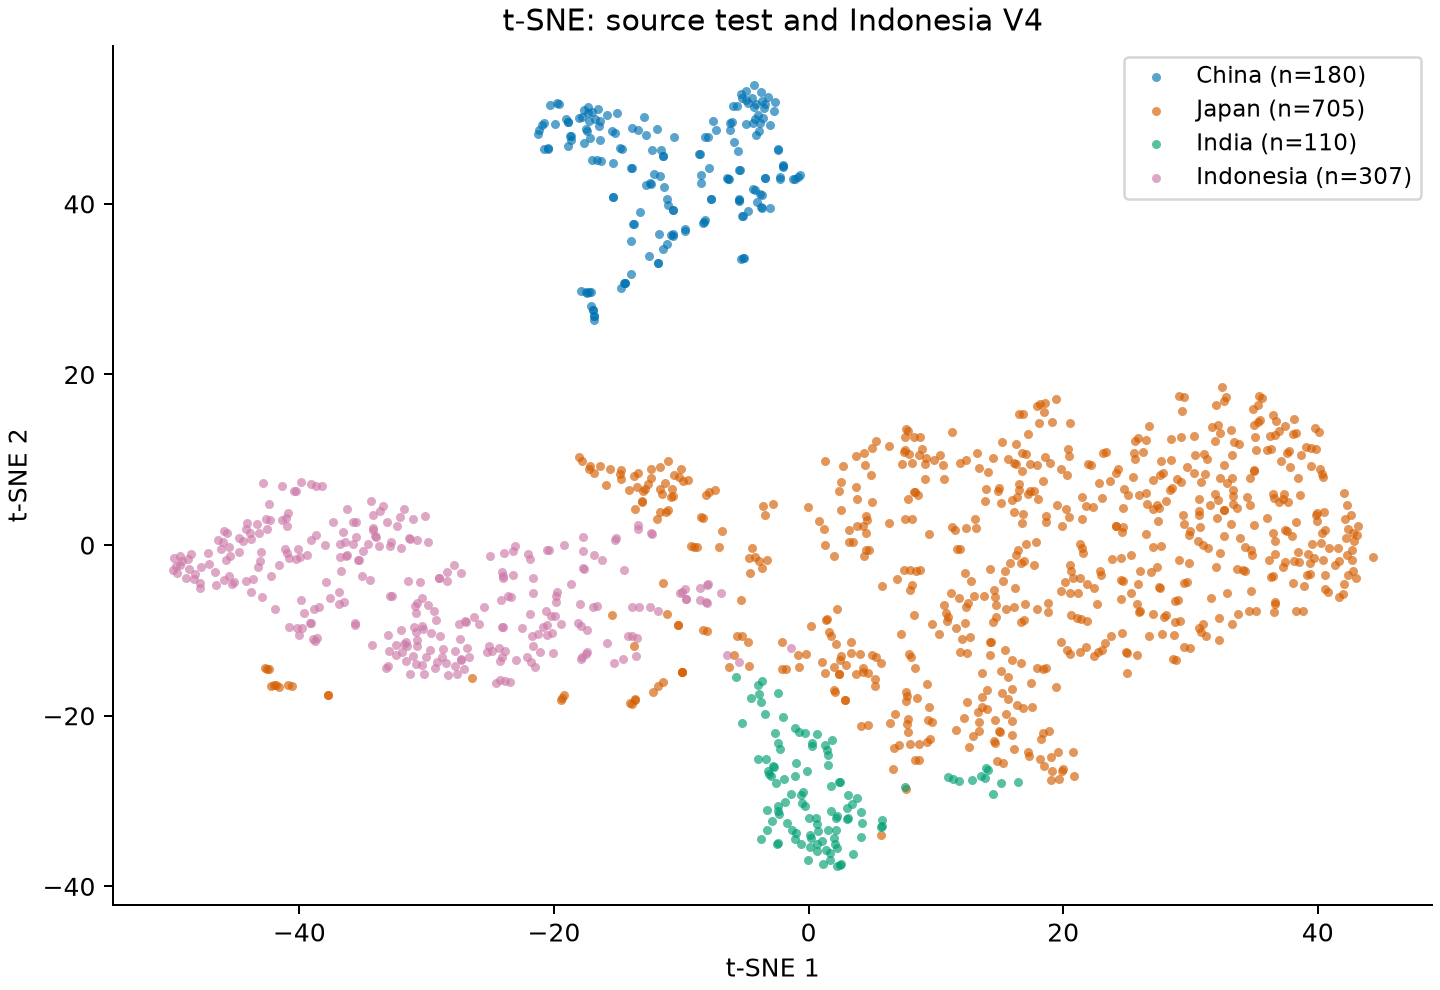 t-SNE: source test and Indonesia V4
China (n=180)
Japan (n=705)
India (n=110)
Indonesia (n=307)
40
20
0
−20
−40
t-SNE 2
−40
−20
0
20
40
t-SNE 1